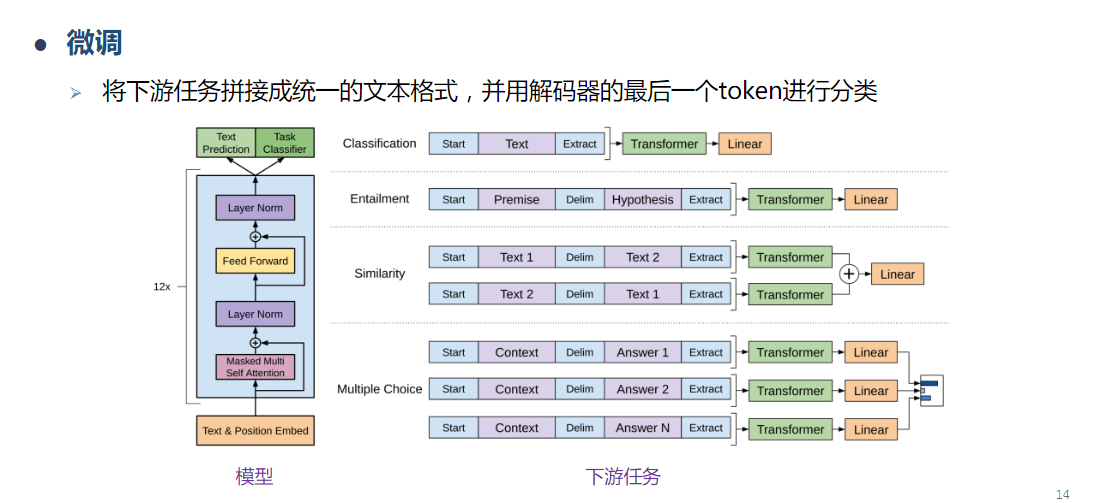 微调
将下游任务拼接成统一的文本格式，并用解码器的最后一个token进行分类
Text Prediction
Task Classifier
Layer Norm
Feed Forward
12x
Layer Norm
Masked Multi Self Attention
Text & Position Embed
模型
Classification Start Text Extract Transformer Linear
Entailment Start Premise Delim Hypothesis Extract Transformer Linear
Similarity
Start Text 1 Delim Text 2 Extract Transformer
Start Text 2 Delim Text 1 Extract Transformer
Linear
Multiple Choice
Start Context Delim Answer 1 Extract Transformer Linear
Start Context Delim Answer 2 Extract Transformer Linear
Start Context Delim Answer N Extract Transformer Linear
下游任务
14